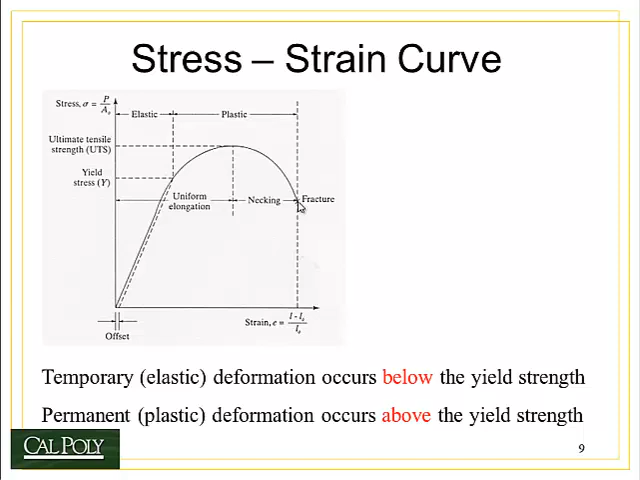 Stress – Strain Curve
Stress, σ = P / A₀
Elastic
Plastic
Ultimate tensile
strength (UTS)
Yield
stress (Y)
Uniform
elongation
Necking
Fracture
Strain, e = l - l₀ / l₀
Offset
Temporary (elastic) deformation occurs below the yield strength
Permanent (plastic) deformation occurs above the yield strength
CAL POLY
9